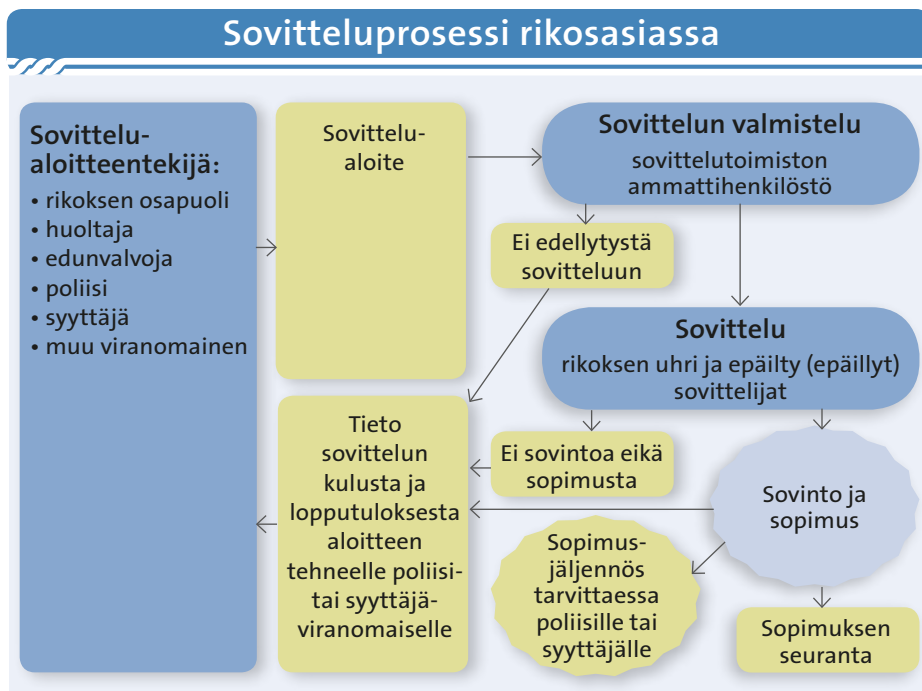 Sovitteluprosessi rikosasiassa
Sovittelu-
aloitteentekijä:
• rikoksen osapuoli
• huoltaja
• edunvalvoja
• poliisi
• syyttäjä
• muu viranomainen
Sovittelu-
aloite
Sovittelun valmistelu
sovittelutoimiston
ammattihenkilöstö
Ei edellytystä
sovitteluun
Sovittelu
rikoksen uhri ja epäilty (epäillyt)
sovittelijat
Tieto
sovittelun
kulusta ja
lopputuloksesta
aloitteen
tehneelle poliisi-
tai syyttäjä-
viranomaiselle
Ei sovintoa eikä
sopimusta
Sovinto ja
sopimus
Sopimus-
jäljennös
tarvittaessa
poliisille tai
syyttäjälle
Sopimuksen
seuranta